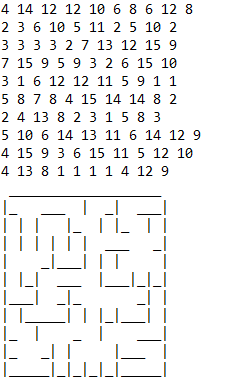 4 14 12 12 10 6 8 6 12 8
2 3 6 10 5 11 2 5 10 2
3 3 3 3 2 7 13 12 15 9
7 15 9 5 9 3 2 6 15 10
3 1 6 12 12 11 5 9 1 1
5 8 7 8 4 15 14 14 8 2
2 4 13 8 2 3 1 5 8 3
5 10 6 14 13 11 6 14 12 9
4 15 9 3 6 15 11 5 12 10
4 13 8 1 1 1 1 4 12 9